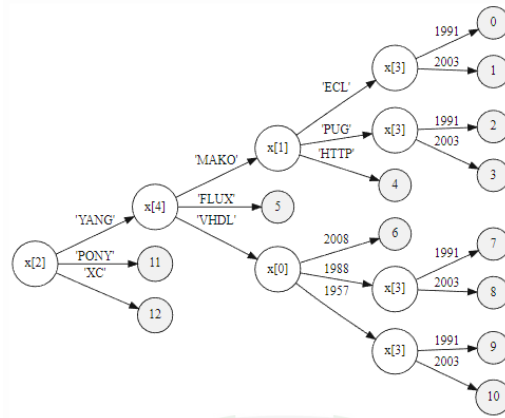 1991
0
'ECL'
x[3]
2003
1
'MAKO'
x[1]
'PUG'
x[3]
1991
2
2003
3
'HTTP'
4
'YANG'
x[4]
'FLUX'
5
'VHDL'
x[2]
'PONY'
11
'XC'
12
x[0]
2008
6
1988
x[3]
1991
7
2003
8
1957
x[3]
1991
9
2003
10